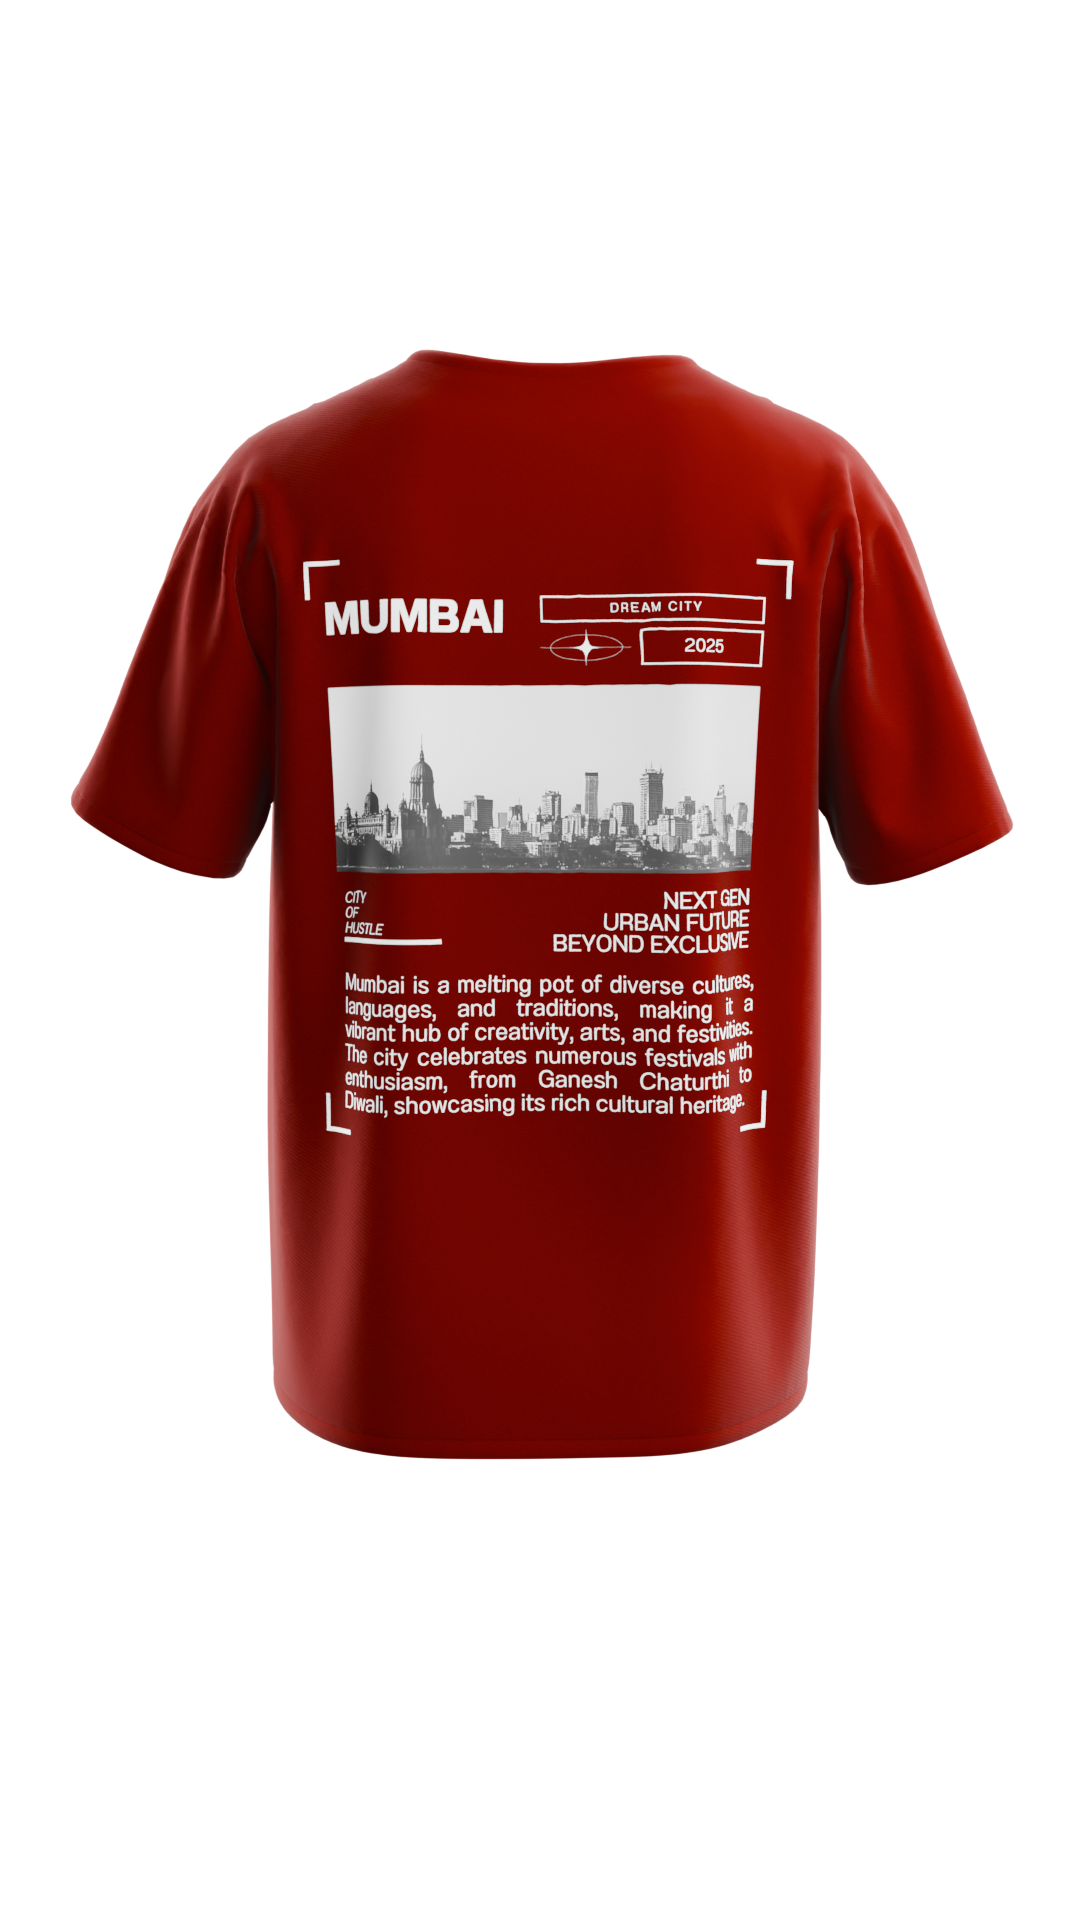 MUMBAI
DREAM CITY
2025
CITY
OF
HUSTLE
NEXT GEN
URBAN FUTURE
BEYOND EXCLUSIVE
Mumbai is a melting pot of diverse cultures,
languages, and traditions, making it a
vibrant hub of creativity, arts, and festivities.
The city celebrates numerous festivals with
enthusiasm, from Ganesh Chaturthi to
Diwali, showcasing its rich cultural heritage.